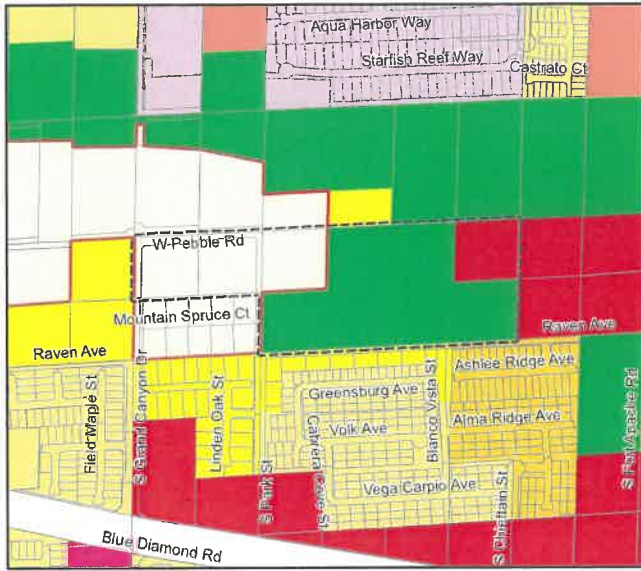 Aqua Harbor Way
Starfish Reef Way
Castrato Ct
W Pebble Rd
Mountain Spruce Ct
Raven Ave
Raven Ave
Ashlee Ridge Ave
Greensburg Ave
Alma Ridge Ave
Volk Ave
Vega Carpio Ave
Field Maple St
S Grand Canyon Dr
Linden Oak St
S Park St
Cabrera Cave St
Blanco Vista St
S Chieftain St
S Fort Apache Rd
Blue Diamond Rd